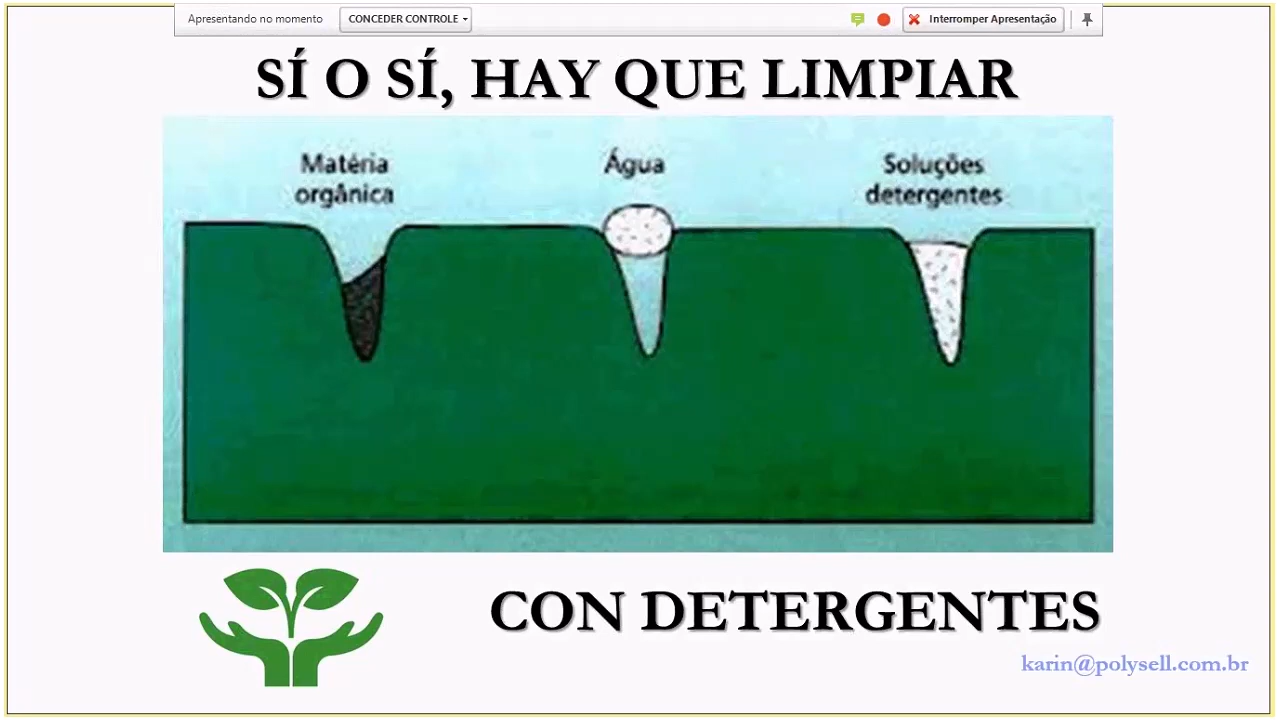 Apresentando no momento
CONCEDER CONTROLE
Interromper Apresentação
SÍ O SÍ, HAY QUE LIMPIAR
Matéria
orgânica
Água
Soluções
detergentes
CON DETERGENTES
karin@polysell.com.br